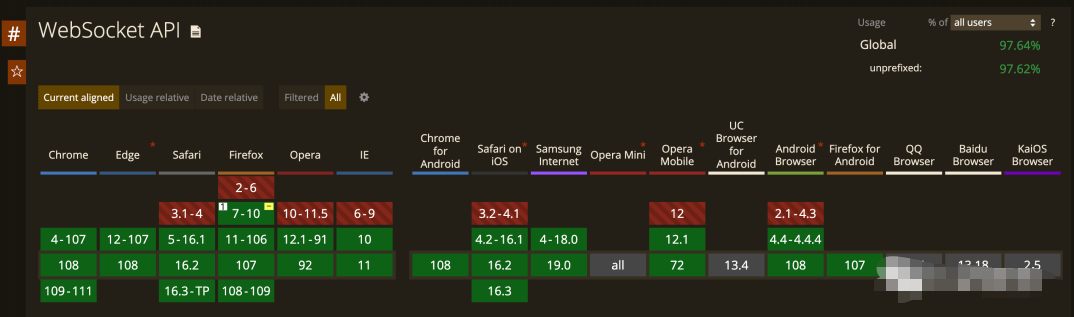 #
WebSocket API
Usage % of all users ?
Global 97.64%
unprefixed: 97.62%
☆
Current aligned Usage relative Date relative Filtered All
Chrome Edge * Safari Firefox Opera IE Chrome for Android Safari on iOS * Samsung Internet Opera Mini * Opera Mobile * UC Browser for Android Android Browser * Firefox for Android QQ Browser Baidu Browser KaiOS Browser
2-6
3.1-4 1 7-10 - 10-11.5 6-9 3.2-4.1 12 2.1-4.3
4-107 12-107 5-16.1 11-106 12.1-91 10 4.2-16.1 4-18.0 12.1 4.4-4.4.4
108 108 16.2 107 92 11 108 16.2 19.0 all 72 13.4 108 107 13.18 2.5
109-111 16.3-TP 108-109 16.3